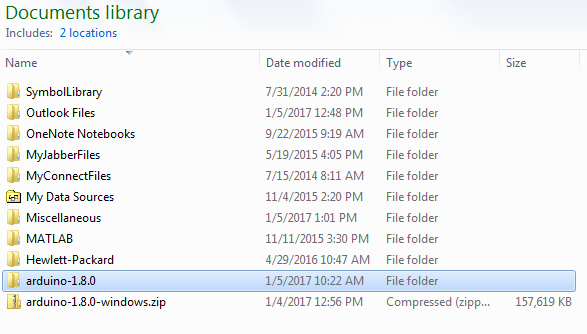 Documents library
Includes: 2 locations
Name Date modified Type Size
SymbolLibrary 7/31/2014 2:20 PM File folder
Outlook Files 1/5/2017 12:48 PM File folder
OneNote Notebooks 9/22/2015 9:19 AM File folder
MyJabberFiles 5/19/2015 4:05 PM File folder
MyConnectFiles 7/15/2014 8:11 AM File folder
My Data Sources 11/4/2015 2:20 PM File folder
Miscellaneous 1/5/2017 1:01 PM File folder
MATLAB 11/11/2015 3:30 PM File folder
Hewlett-Packard 4/29/2016 10:47 AM File folder
arduino-1.8.0 1/5/2017 10:22 AM File folder
arduino-1.8.0-windows.zip 1/4/2017 12:56 PM Compressed (zipp... 157,619 KB